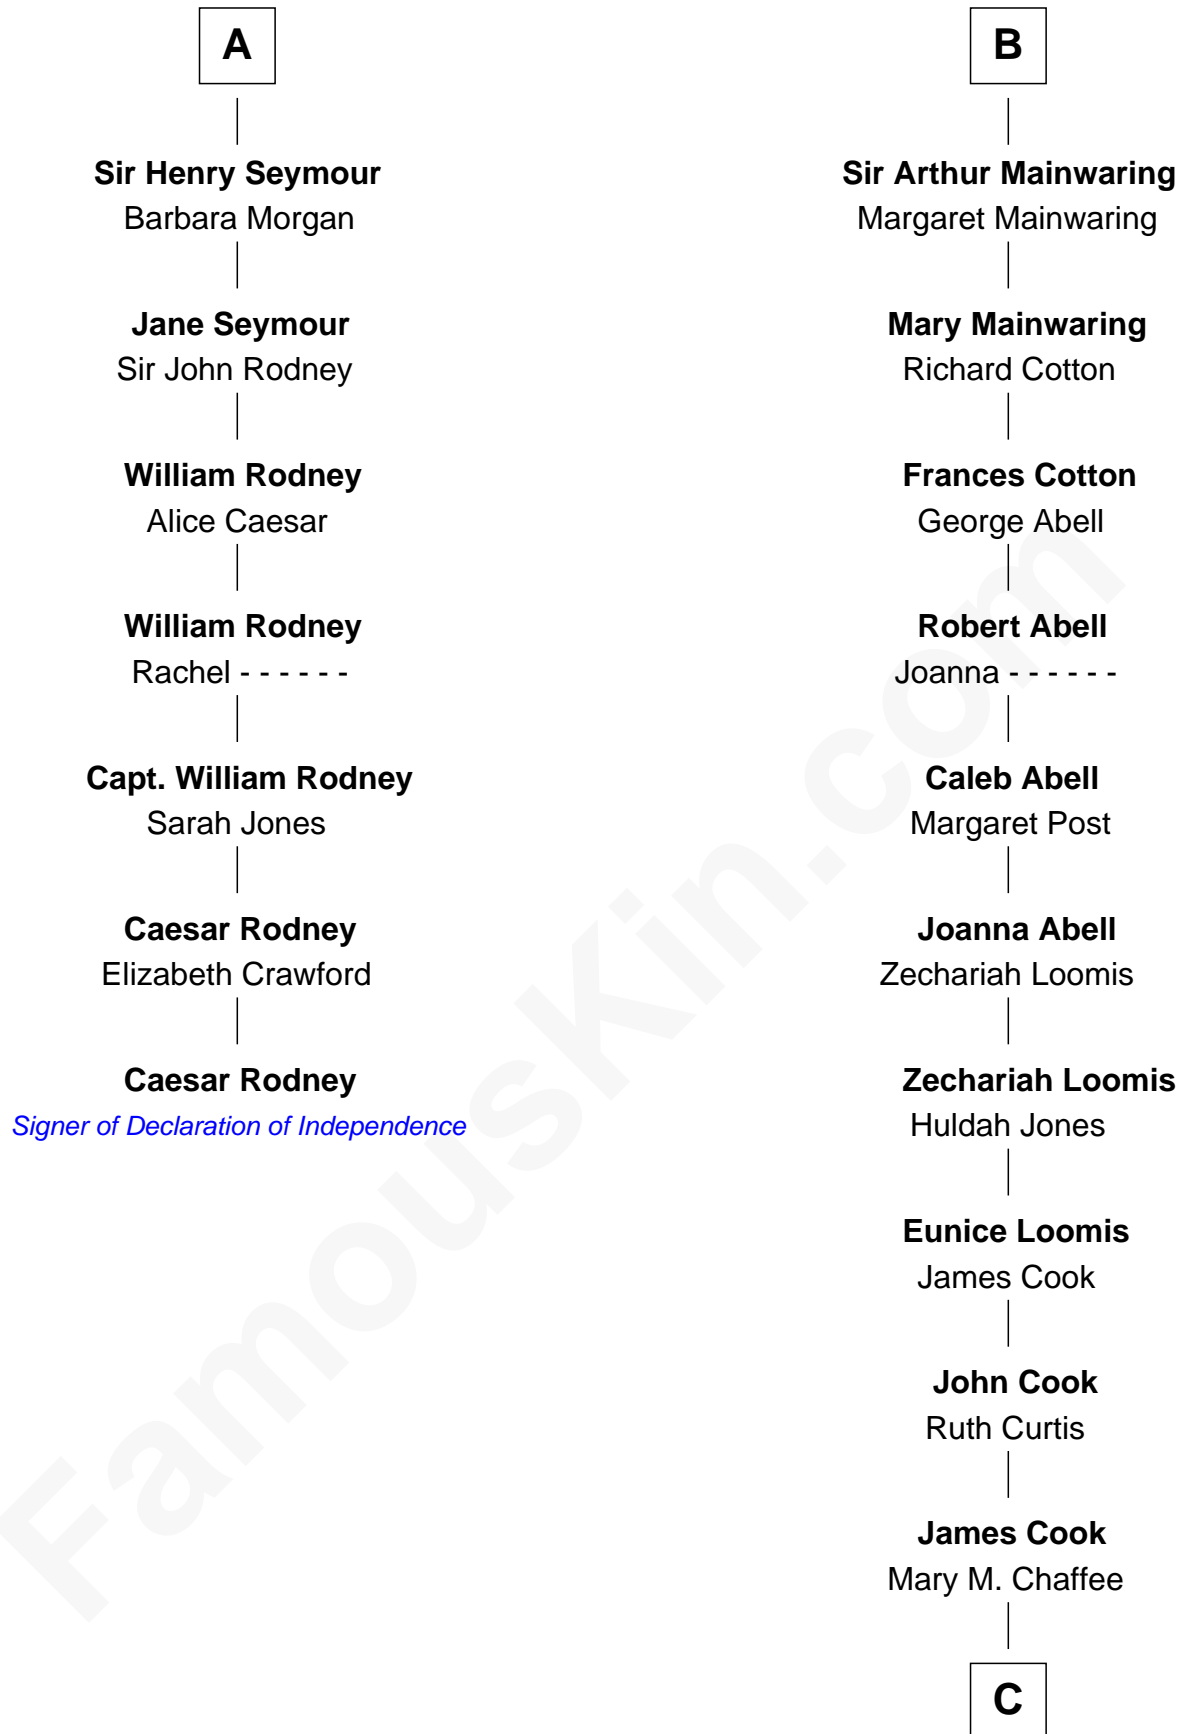 A
Sir Henry Seymour
Barbara Morgan
Jane Seymour
Sir John Rodney
William Rodney
Alice Caesar
William Rodney
Rachel - - - - - -
Capt. William Rodney
Sarah Jones
Caesar Rodney
Elizabeth Crawford
Caesar Rodney
Signer of Declaration of Independence
B
Sir Arthur Mainwaring
Margaret Mainwaring
Mary Mainwaring
Richard Cotton
Frances Cotton
George Abell
Robert Abell
Joanna - - - - - -
Caleb Abell
Margaret Post
Joanna Abell
Zechariah Loomis
Zechariah Loomis
Huldah Jones
Eunice Loomis
James Cook
John Cook
Ruth Curtis
James Cook
Mary M. Chaffee
C
FamousKin.com